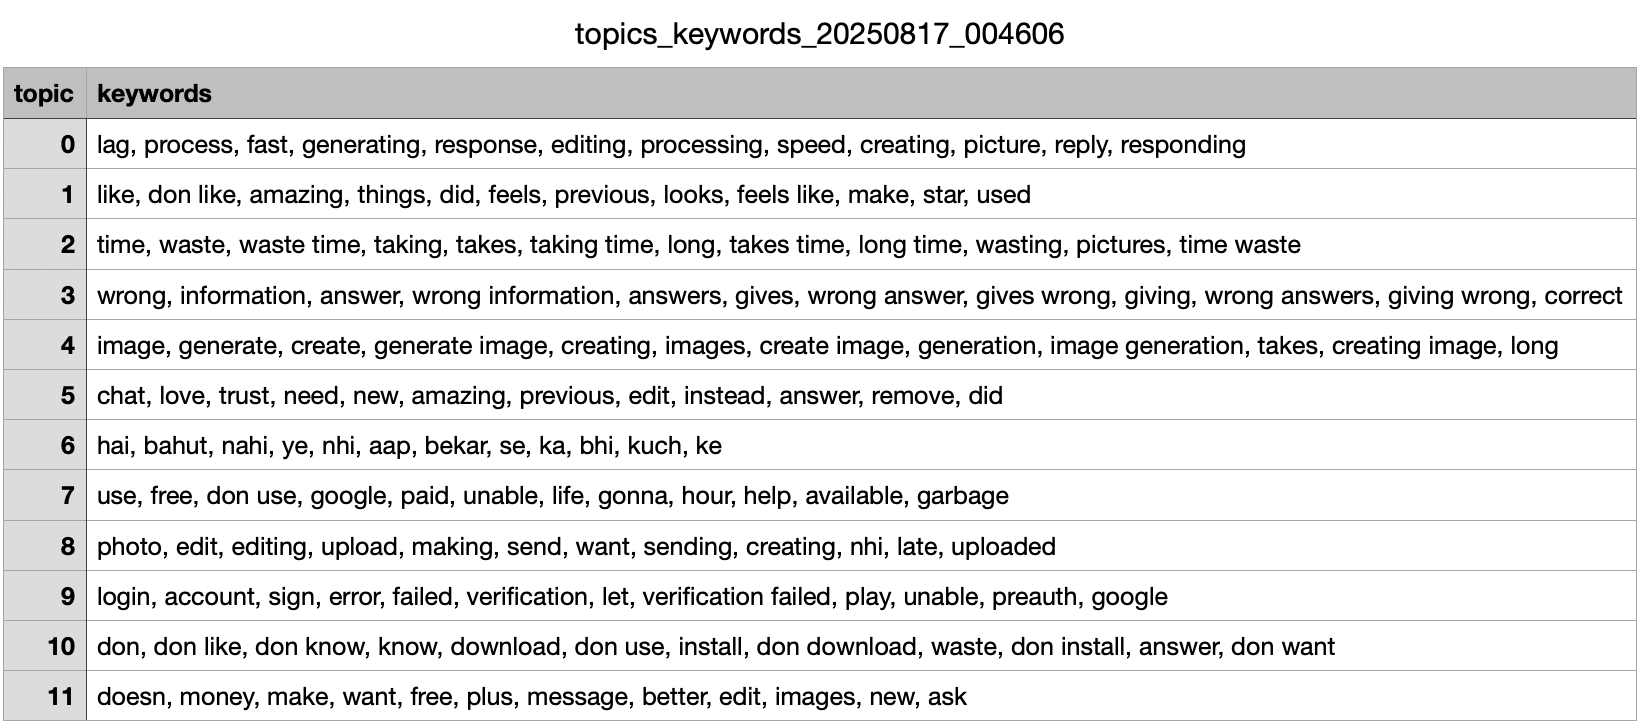 topics_keywords_20250817_004606
topic keywords
0 lag, process, fast, generating, response, editing, processing, speed, creating, picture, reply, responding
1 like, don like, amazing, things, did, feels, previous, looks, feels like, make, star, used
2 time, waste, waste time, taking, takes, taking time, long, takes time, long time, wasting, pictures, time waste
3 wrong, information, answer, wrong information, answers, gives, wrong answer, gives wrong, giving, wrong answers, giving wrong, correct
4 image, generate, create, generate image, creating, images, create image, generation, image generation, takes, creating image, long
5 chat, love, trust, need, new, amazing, previous, edit, instead, answer, remove, did
6 hai, bahut, nahi, ye, nhi, aap, bekar, se, ka, bhi, kuch, ke
7 use, free, don use, google, paid, unable, life, gonna, hour, help, available, garbage
8 photo, edit, editing, upload, making, send, want, sending, creating, nhi, late, uploaded
9 login, account, sign, error, failed, verification, let, verification failed, play, unable, preauth, google
10 don, don like, don know, know, download, don use, install, don download, waste, don install, answer, don want
11 doesn, money, make, want, free, plus, message, better, edit, images, new, ask